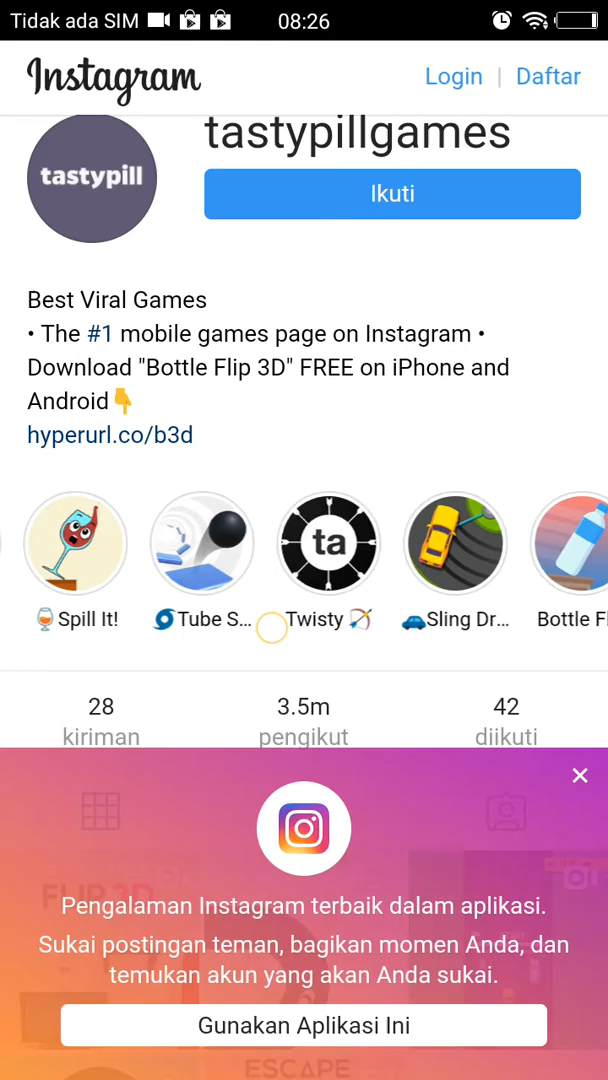 Tidak ada SIM 08:26
Instagram Login | Daftar
tastypill
tastypillgames
Ikuti
Best Viral Games
• The #1 mobile games page on Instagram •
Download "Bottle Flip 3D" FREE on iPhone and
Android👇
hyperurl.co/b3d
ta
🍷Spill It! 🌀Tube S... Twisty 🏹 🚗Sling Dr... Bottle Fl
28 3.5m 42
kiriman pengikut diikuti
FLIP 3D
Pengalaman Instagram terbaik dalam aplikasi.
Sukai postingan teman, bagikan momen Anda, dan
temukan akun yang akan Anda sukai.
Gunakan Aplikasi Ini
ESCAPE